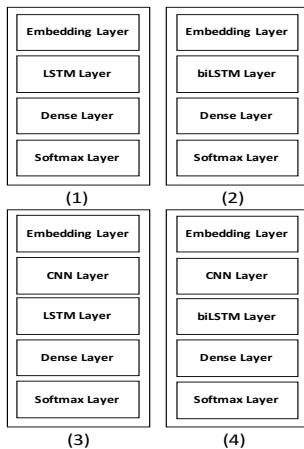 Embedding Layer
LSTM Layer
Dense Layer
Softmax Layer
(1)
Embedding Layer
biLSTM Layer
Dense Layer
Softmax Layer
(2)
Embedding Layer
CNN Layer
LSTM Layer
Dense Layer
Softmax Layer
(3)
Embedding Layer
CNN Layer
biLSTM Layer
Dense Layer
Softmax Layer
(4)